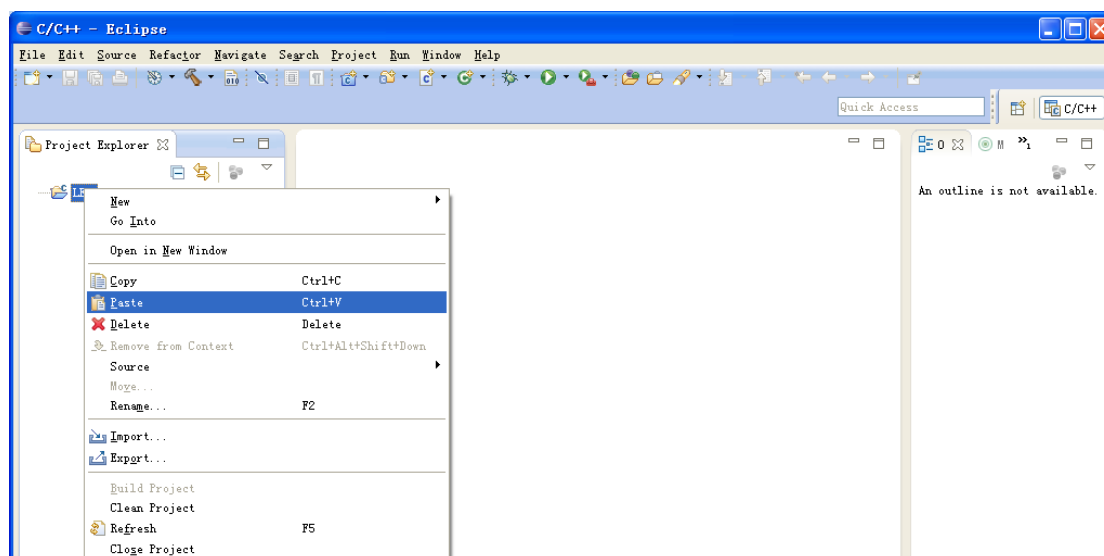 C/C++ - Eclipse
File Edit Source Refactor Navigate Search Project Run Window Help
Quick Access
C/C++
Project Explorer
O M »1
An outline is not available.
New
Go Into
Open in New Window
Copy Ctrl+C
Paste Ctrl+V
Delete Delete
Remove from Context Ctrl+Alt+Shift+Down
Source
Move...
Rename... F2
Import...
Export...
Build Project
Clean Project
Refresh F5
Close Project